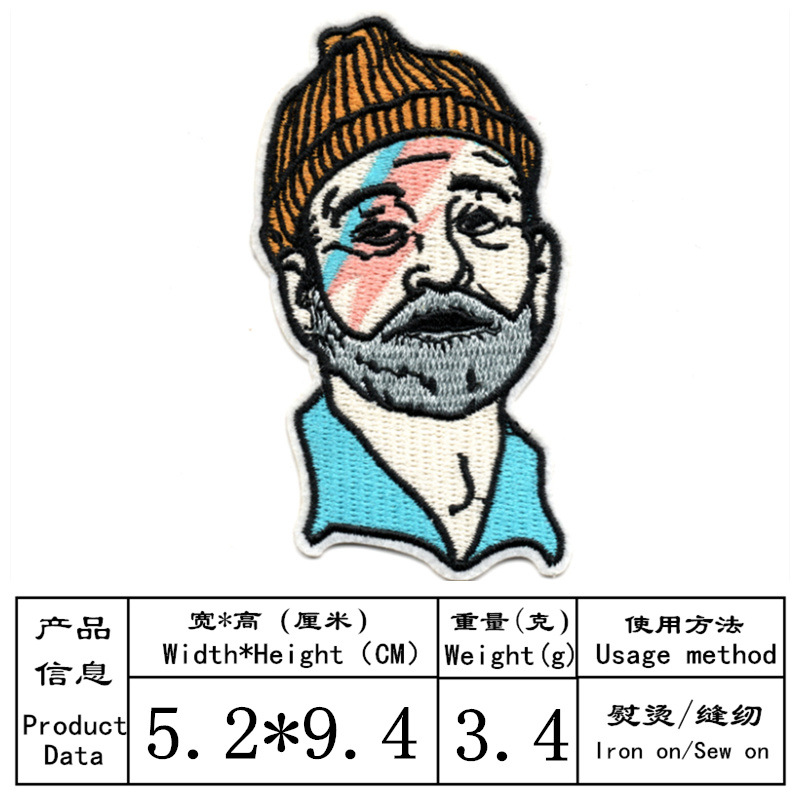 产品
信息
Product
Data
宽*高 (厘米)
Width*Height (CM)
重量(克)
Weight(g)
使用方法
Usage method
5.2*9.4
3.4
熨烫/缝纫
Iron on/Sew on